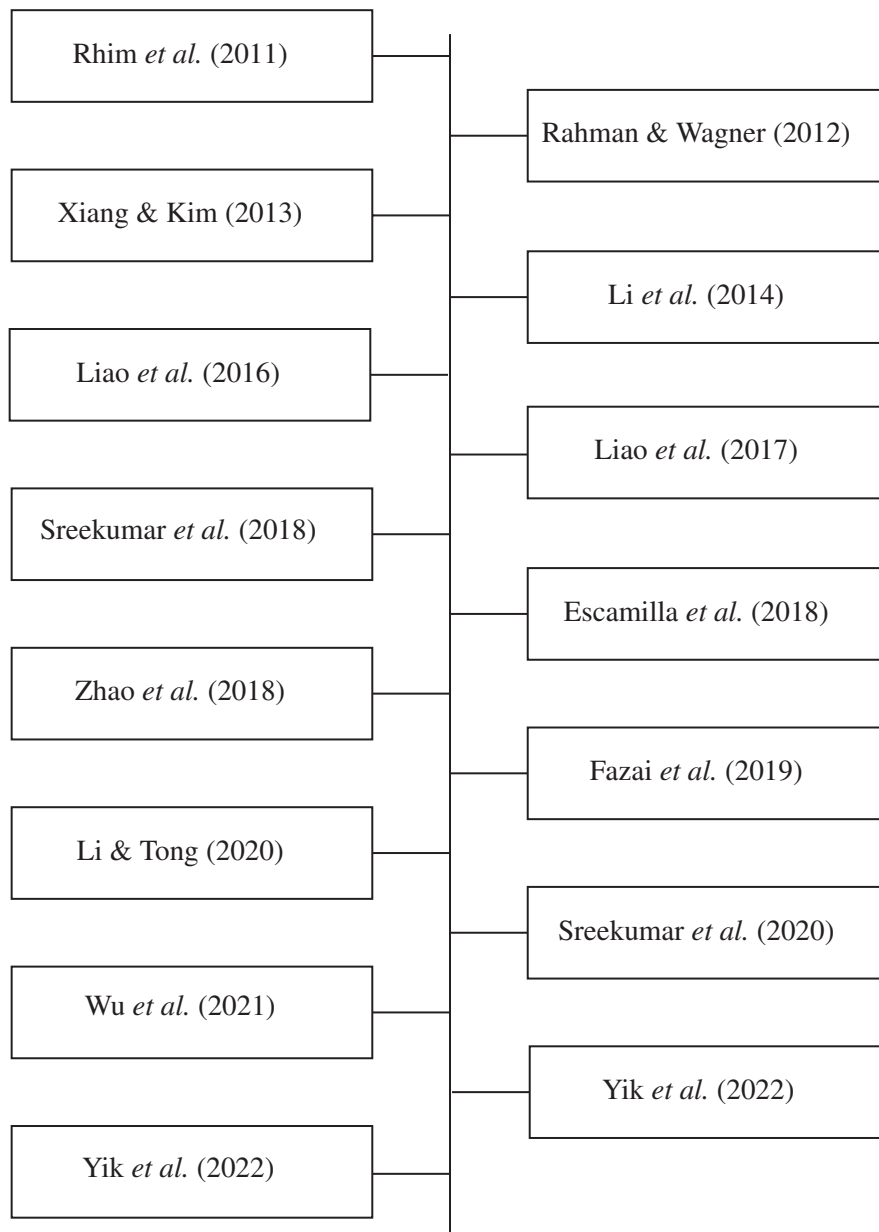 Rhim et al. (2011)
Rahman & Wagner (2012)
Xiang & Kim (2013)
Li et al. (2014)
Liao et al. (2016)
Liao et al. (2017)
Sreekumar et al. (2018)
Escamilla et al. (2018)
Zhao et al. (2018)
Fazai et al. (2019)
Li & Tong (2020)
Sreekumar et al. (2020)
Wu et al. (2021)
Yik et al. (2022)
Yik et al. (2022)